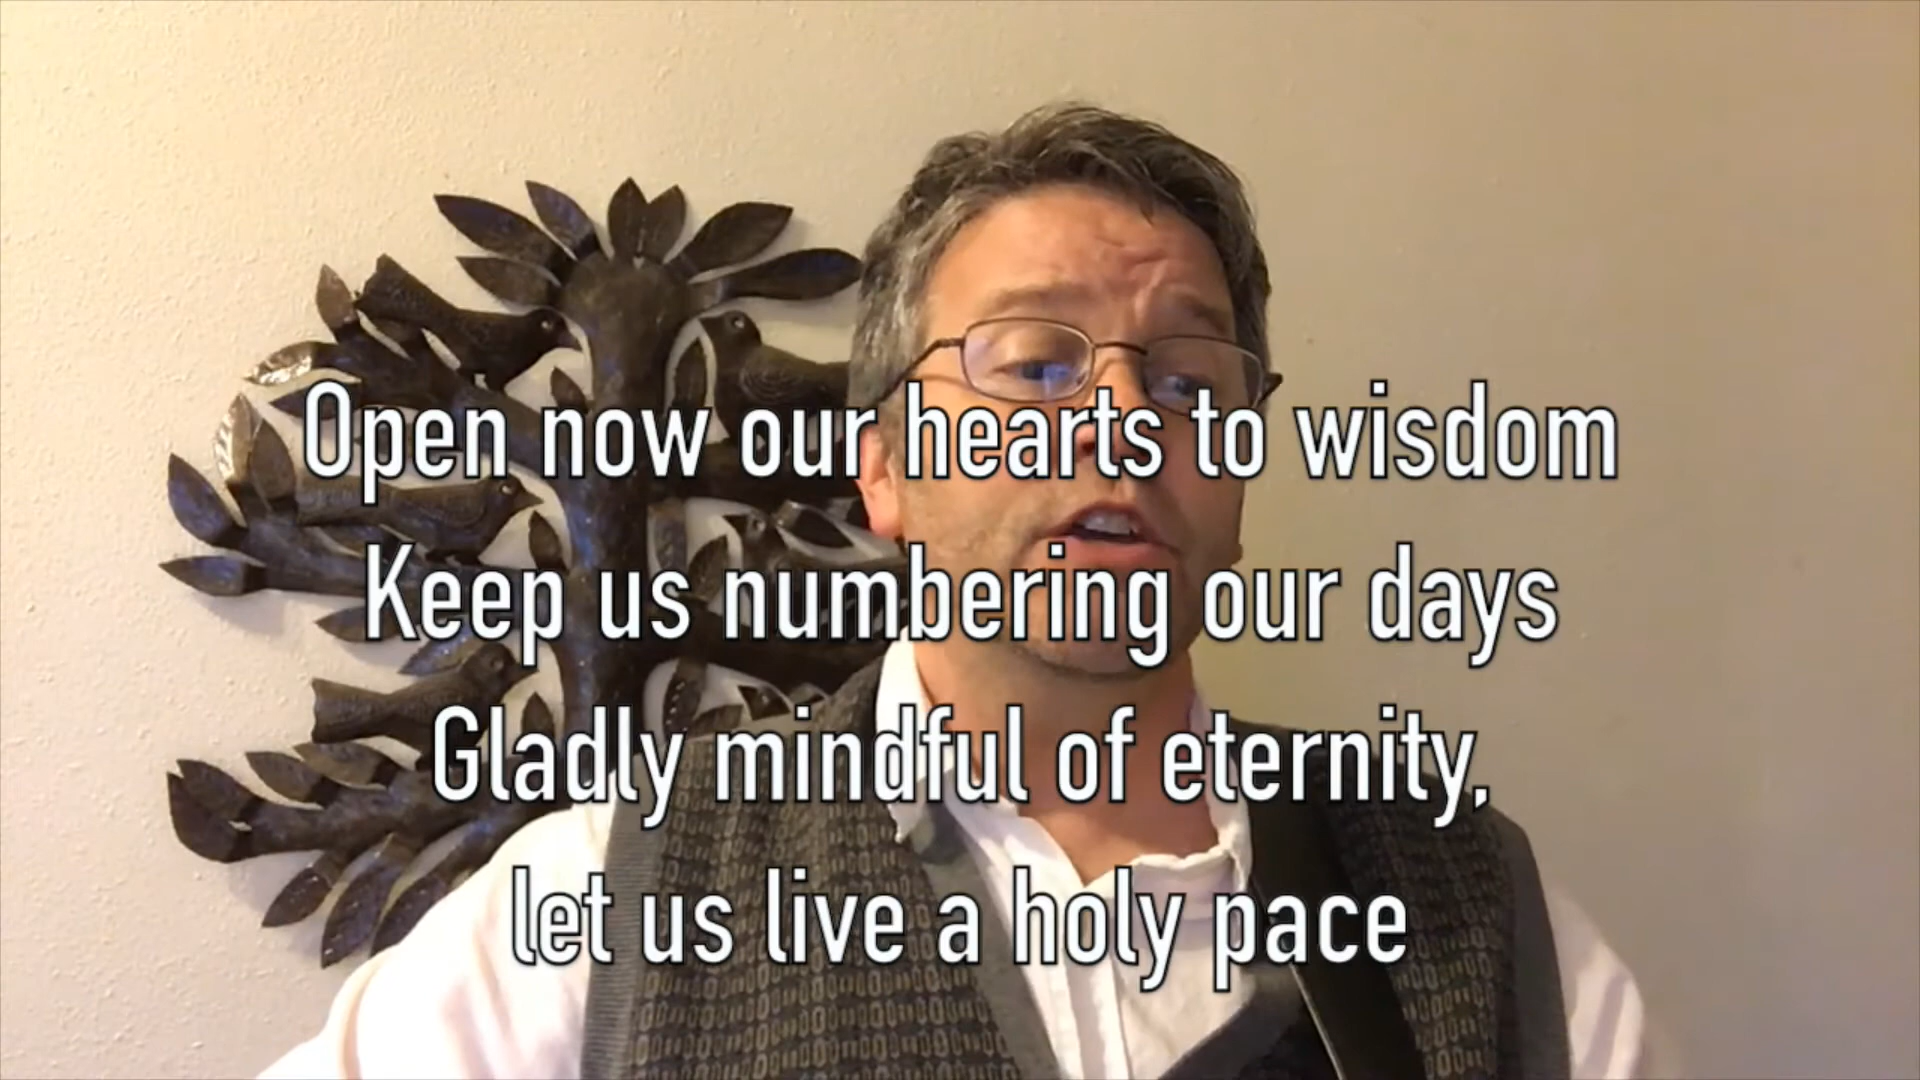 Open now our hearts to wisdom
Keep us numbering our days
Gladly mindful of eternity,
let us live a holy pace